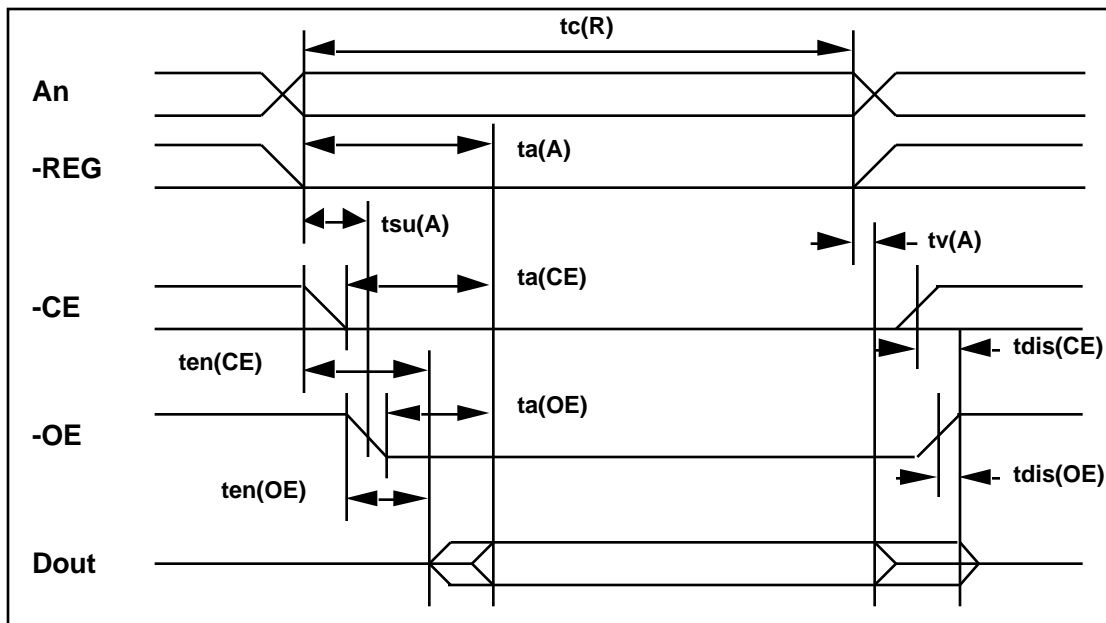 tc(R)
An
ta(A)
-REG
tsu(A)
tv(A)
ta(CE)
-CE
ten(CE)
tdis(CE)
ta(OE)
-OE
ten(OE)
tdis(OE)
Dout